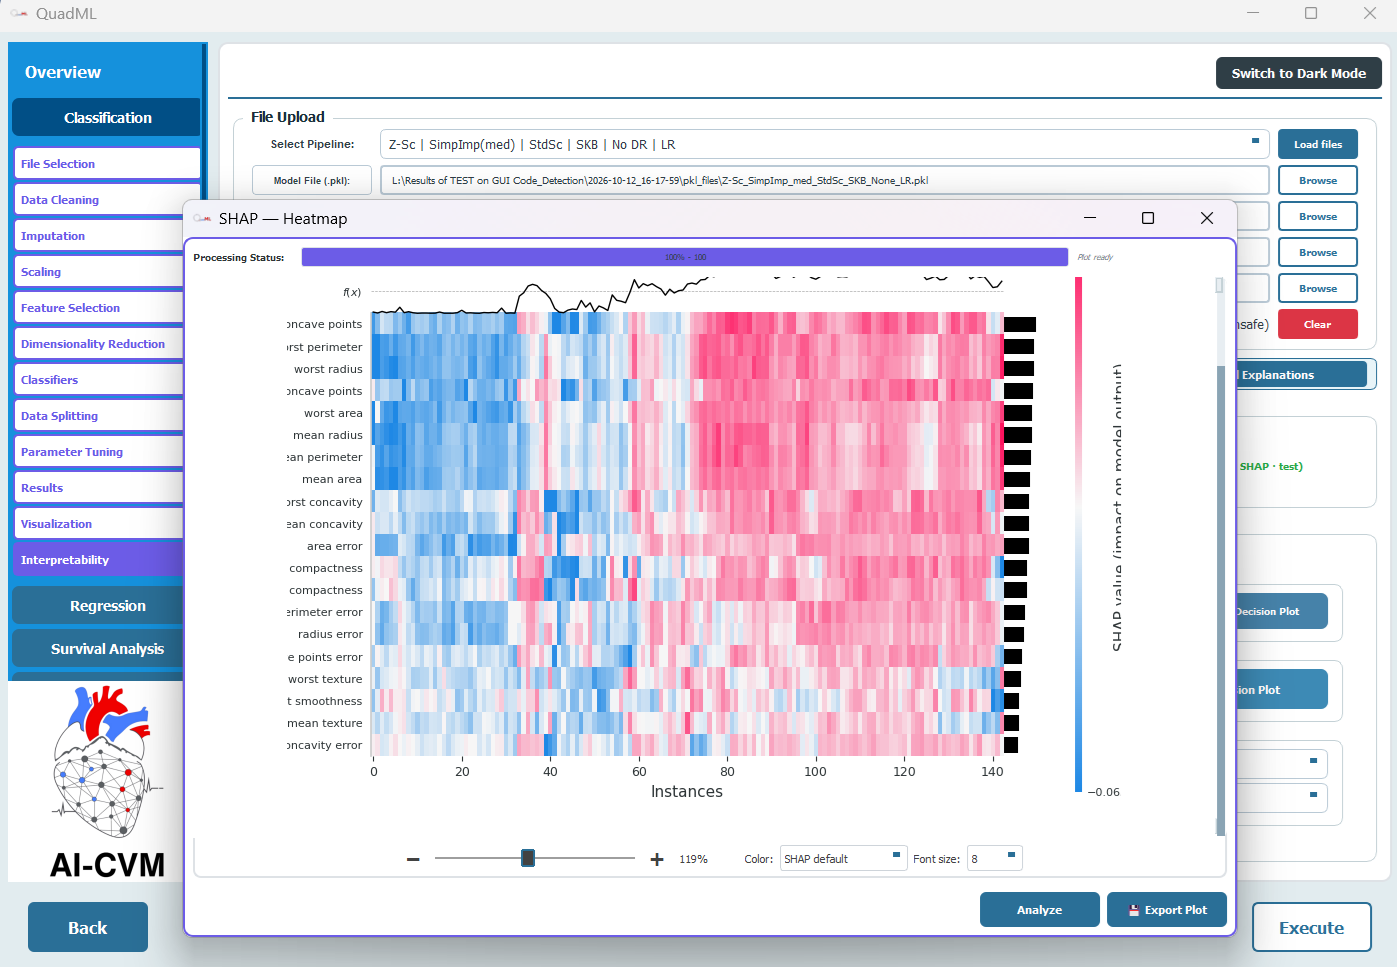 QuadML
Overview
Switch to Dark Mode
Classification
File Upload
Select Pipeline:
Z-Sc | SimpImp(med) | StdSc | SKB | No DR | LR
Load files
File Selection
Model File (.pkl):
L:\Results of TEST on GUI Code_Detection\2026-10-12_16-17-59\pkl_files\Z-Sc_SimpImp_med_StdSc_SKB_None_LR.pkl
Browse
Data Cleaning
Browse
Imputation
Browse
Scaling
Browse
Feature Selection
nsafe)
Clear
Dimensionality Reduction
Classifiers
Explanations
Data Splitting
Parameter Tuning
SHAP · test)
Results
Visualization
Interpretability
Regression
Decision Plot
Survival Analysis
ion Plot
AI-CVM
Back
Execute
SHAP — Heatmap
Processing Status:
100% - 100
Plot ready
f(x)
oncave points
rst perimeter
worst radius
oncave points
worst area
mean radius
ean perimeter
mean area
orst concavity
ean concavity
area error
compactness
compactness
erimeter error
radius error
e points error
worst texture
t smoothness
mean texture
oncavity error
0 20 40 60 80 100 120 140
Instances
SHAP value (impact on model output)
−0.06
− + 119%
Color:
SHAP default
Font size:
8
Analyze
Export Plot